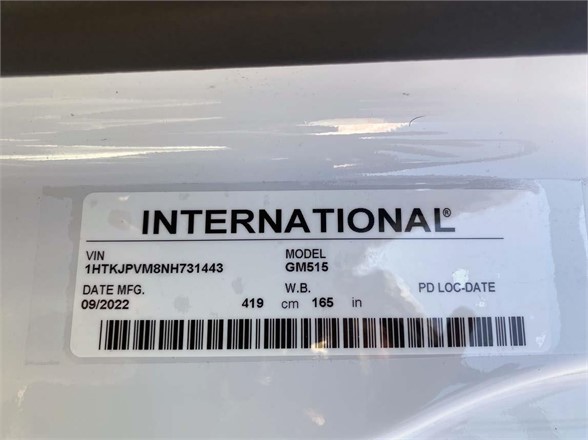 INTERNATIONAL®
VIN MODEL
1HTKJPVM8NH731443 GM515
DATE MFG. W.B. PD LOC-DATE
09/2022 419 cm 165 in